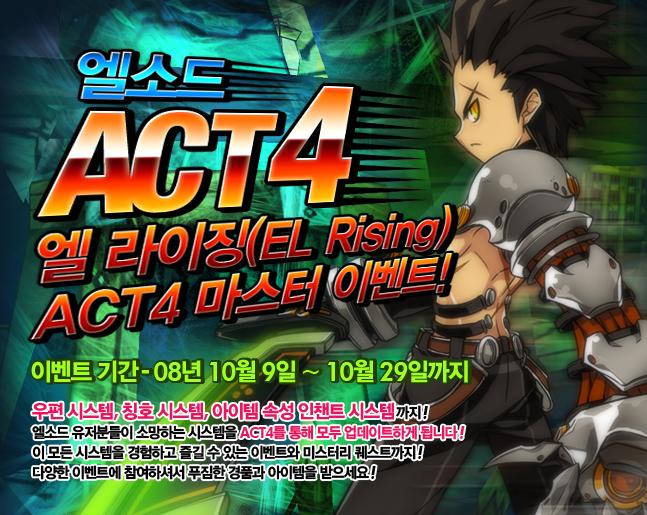 엘소드
ACT4
엘 라이징(EL Rising)
ACT4 마스터 이벤트!
이벤트 기간 - 08년 10월 9일 ~ 10월 29일까지
우편 시스템, 칭호 시스템, 아이템 속성 인챈트 시스템까지!
엘소드 유저분들이 소망하는 시스템을 ACT4를 통해 모두 업데이트하게 됩니다!
이 모든 시스템을 경험하고 즐길 수 있는 이벤트와 미스터리 퀘스트까지!
다양한 이벤트에 참여하셔서 푸짐한 경품과 아이템을 받으세요!